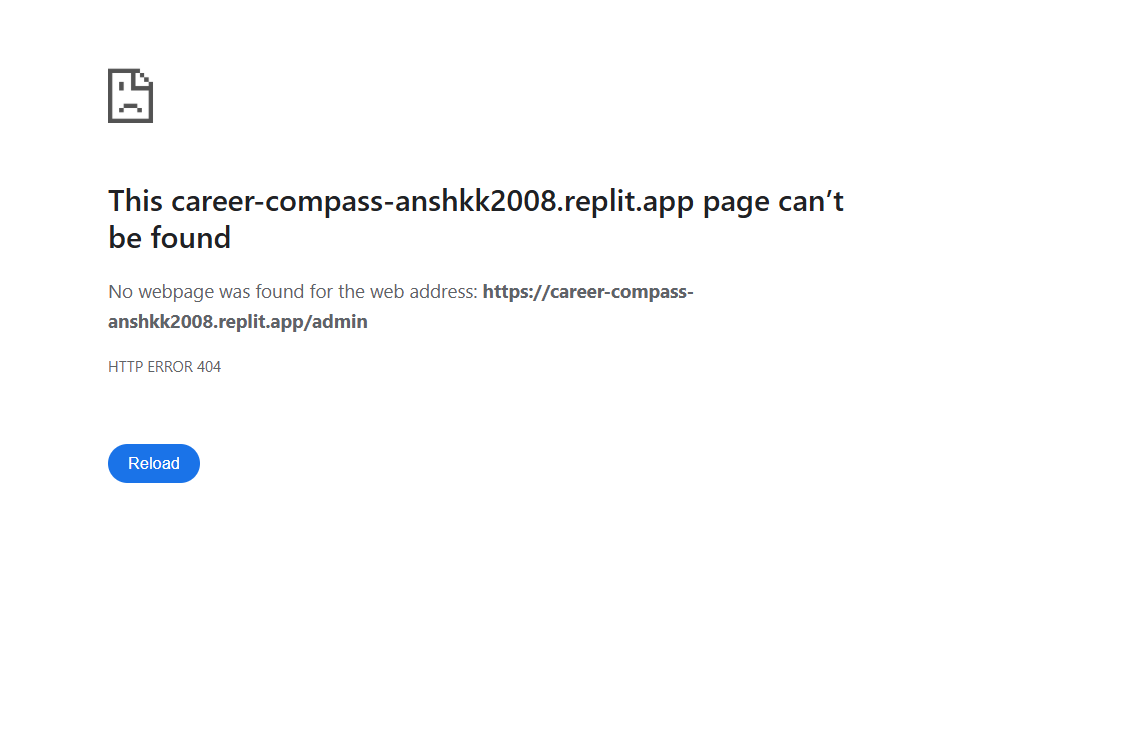 This career-compass-anshkk2008.replit.app page can’t
be found
No webpage was found for the web address: https://career-compass-
anshkk2008.replit.app/admin
HTTP ERROR 404
Reload